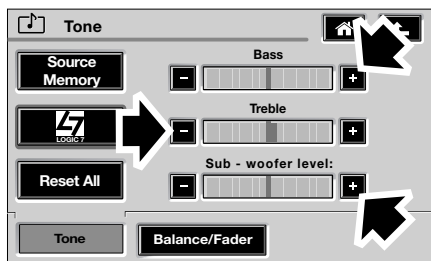 Tone
Source
Memory
Bass
- +
LOGIC 7
Treble
- +
Reset All
Sub - woofer level:
- +
Tone
Balance/Fader